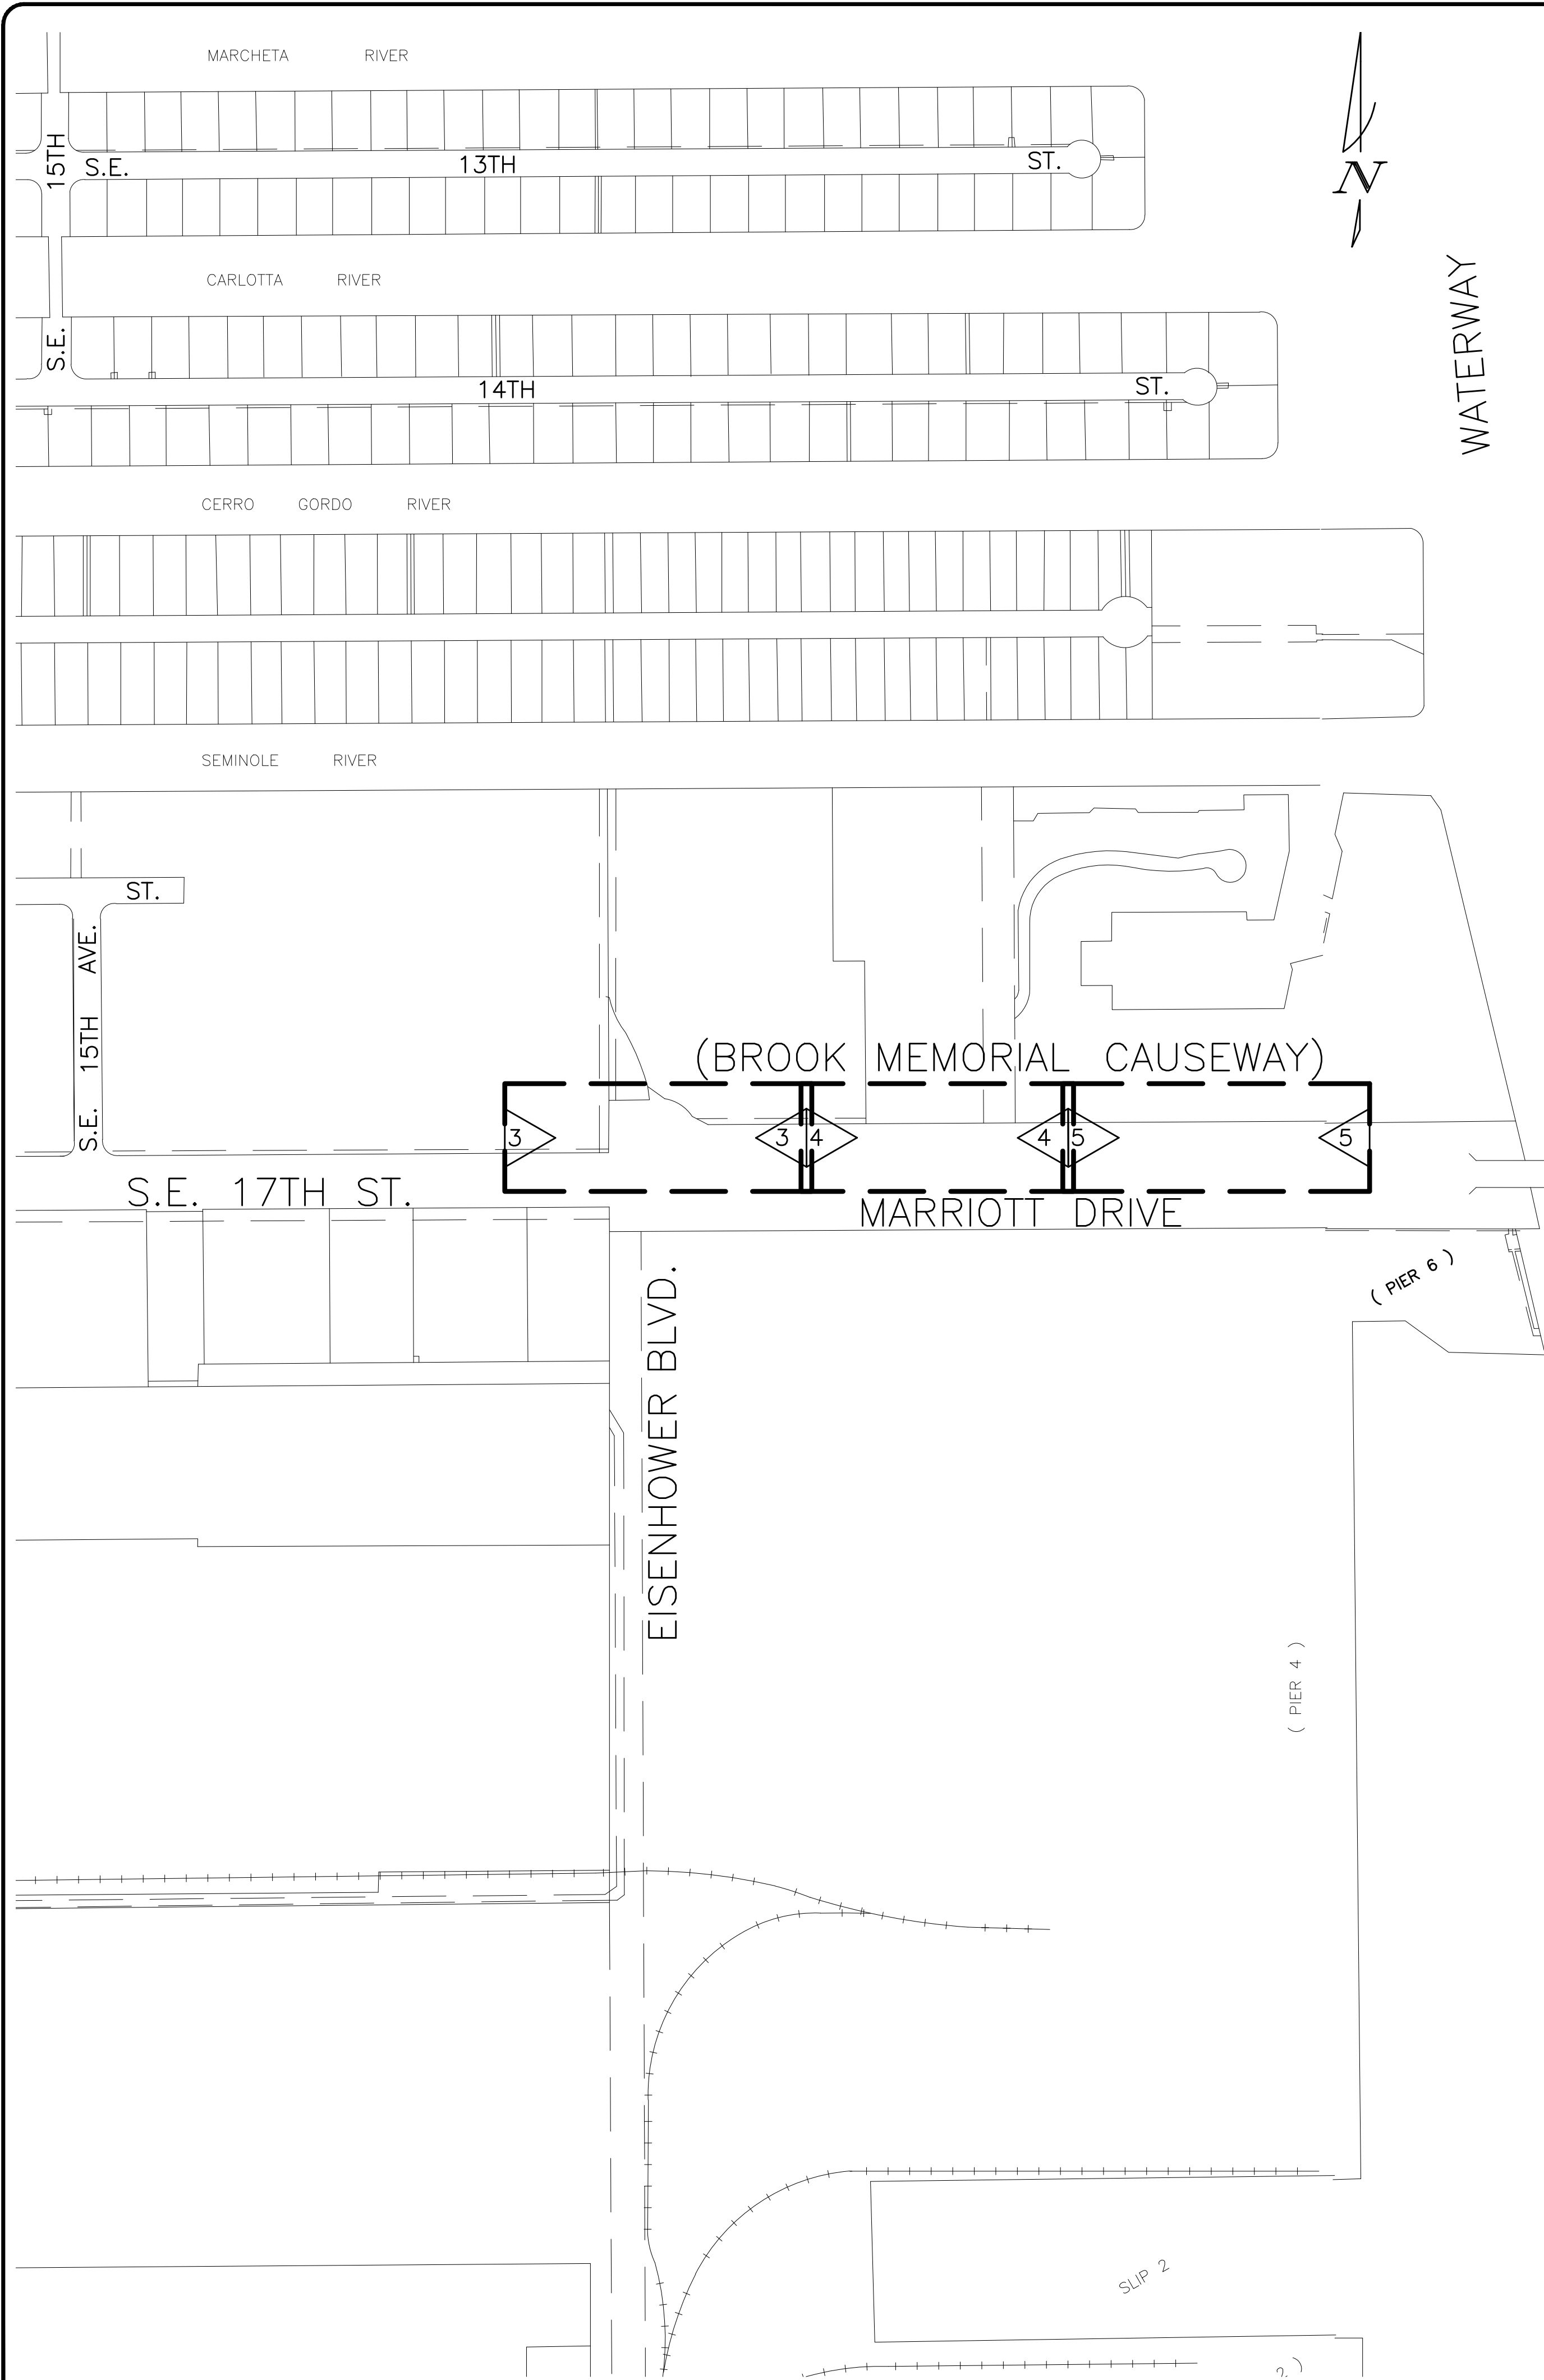 MARCHETA RIVER
15TH
S.E. 13TH ST.
N
CARLOTTA RIVER
WATERWAY
S.E.
14TH ST.
CERRO GORDO RIVER
SEMINOLE RIVER
ST.
S.E. 15TH AVE.
(BROOK MEMORIAL CAUSEWAY)
3 3 4 4 5 5
S.E. 17TH ST.
MARRIOTT DRIVE
( PIER 6 )
EISENHOWER BLVD.
( PIER 4 )
SLIP 2
2 )